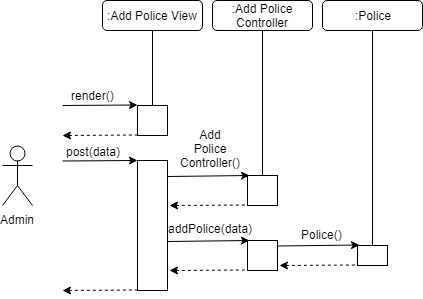 :Add Police View
:Add Police
Controller
:Police
render()
Add
Police
Controller()
post(data)
Admin
addPolice(data)
Police()